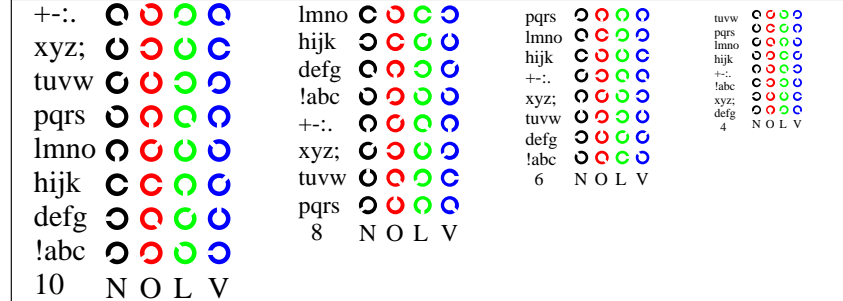 +-:.
xyz;
tuvw
pqrs
lmno
hijk
defg
!abc
10 N O L V
lmno
hijk
defg
!abc
+-:.
xyz;
tuvw
pqrs
8 N O L V
pqrs
lmno
hijk
+-:.
xyz;
tuvw
defg
!abc
6 N O L V
tuvw
pqrs
lmno
hijk
+-:.
!abc
xyz;
defg
4 N O L V